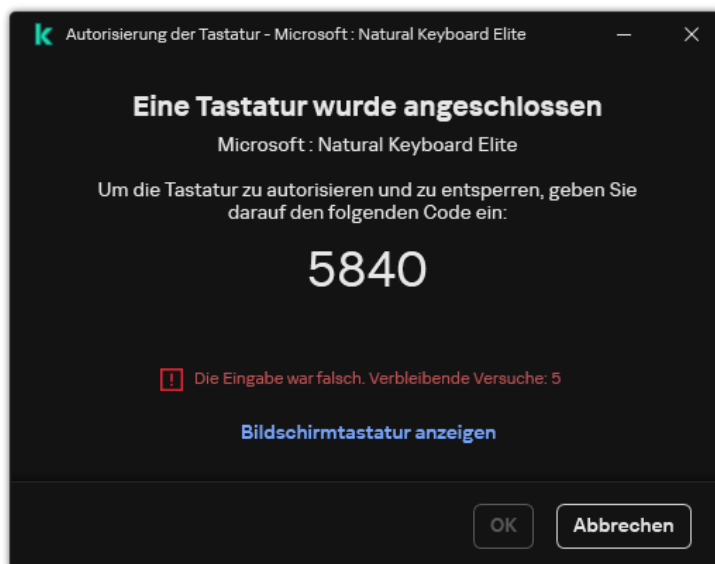 Autorisierung der Tastatur - Microsoft : Natural Keyboard Elite
Eine Tastatur wurde angeschlossen
Microsoft : Natural Keyboard Elite
Um die Tastatur zu autorisieren und zu entsperren, geben Sie
darauf den folgenden Code ein:
5840
Die Eingabe war falsch. Verbleibende Versuche: 5
Bildschirmtastatur anzeigen
OK
Abbrechen